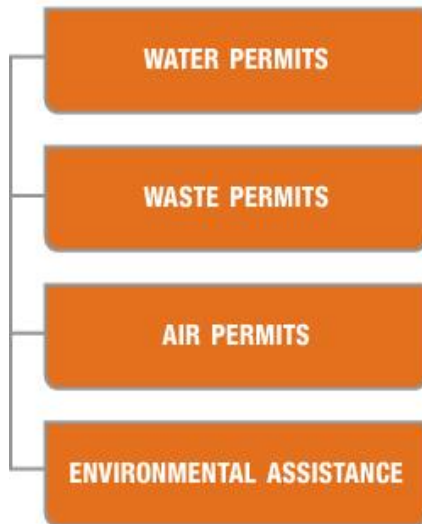 WATER PERMITS
WASTE PERMITS
AIR PERMITS
ENVIRONMENTAL ASSISTANCE